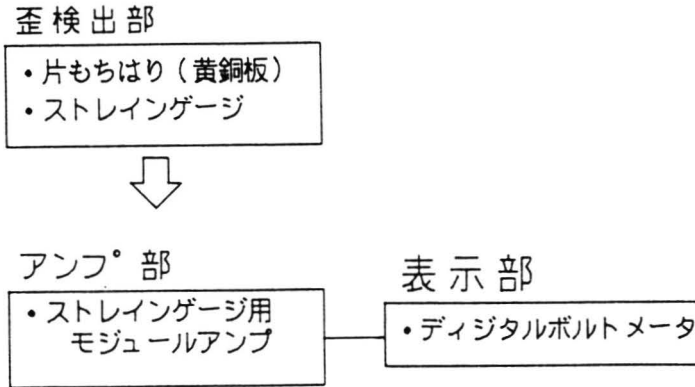 歪検出部
・片もちはり（黄銅板）
・ストレインゲージ
アンプ部
・ストレインゲージ用
モジュールアンプ
表示部
・ディジタルボルトメータ